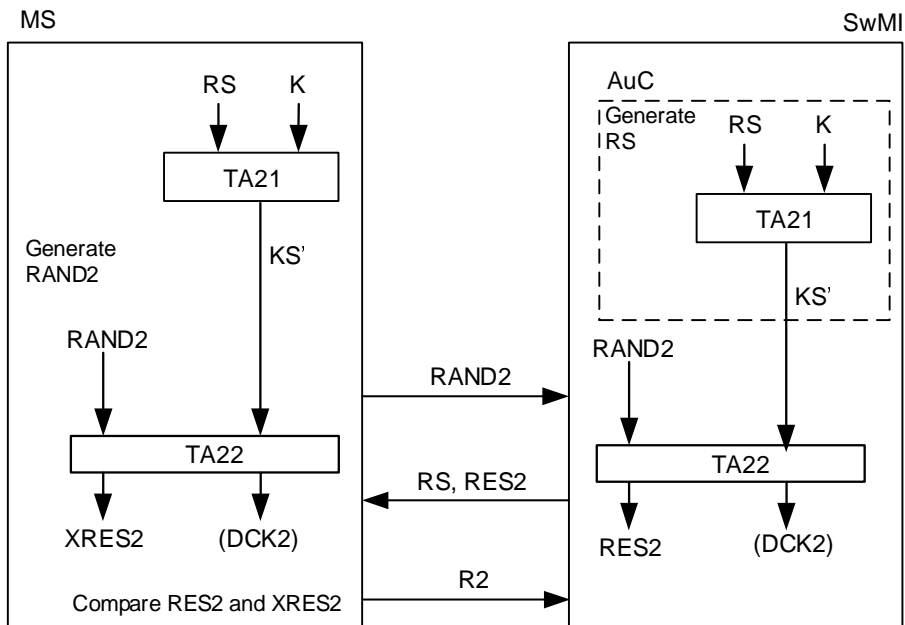 MS
RS K
TA21
Generate
RAND2
KS’
RAND2
TA22
XRES2 (DCK2)
Compare RES2 and XRES2
RAND2
RS, RES2
R2
SwMI
AuC
Generate
RS
RS K
TA21
KS’
RAND2
TA22
RES2 (DCK2)